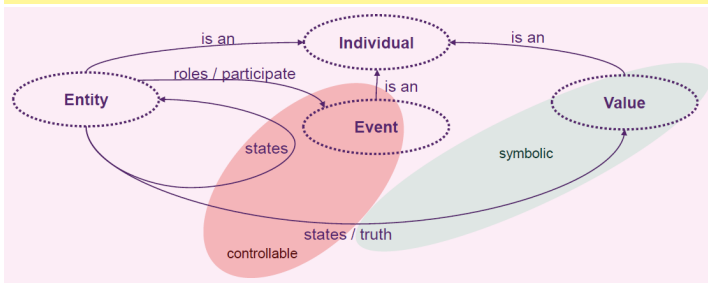 is an
Individual
is an
roles / participate
is an
Entity
Event
Value
states
symbolic
states / truth
controllable